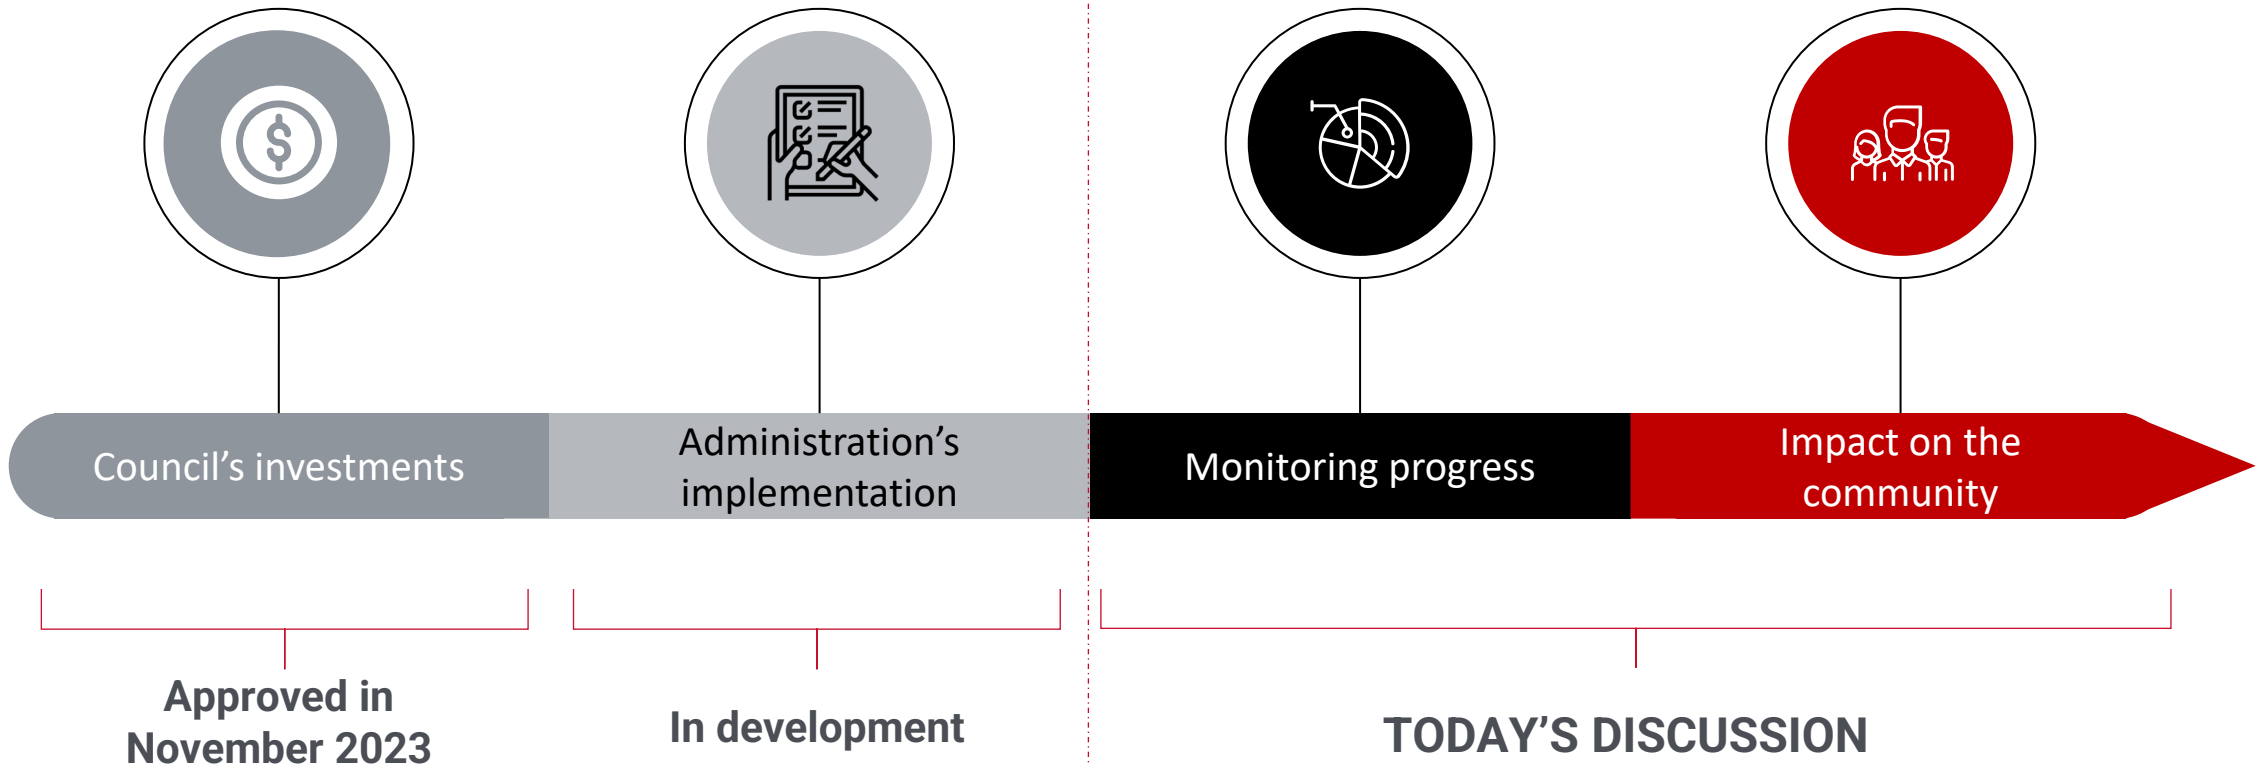 Council’s investments
Administration’s
implementation
Monitoring progress
Impact on the
community
Approved in
November 2023
In development
TODAY’S DISCUSSION